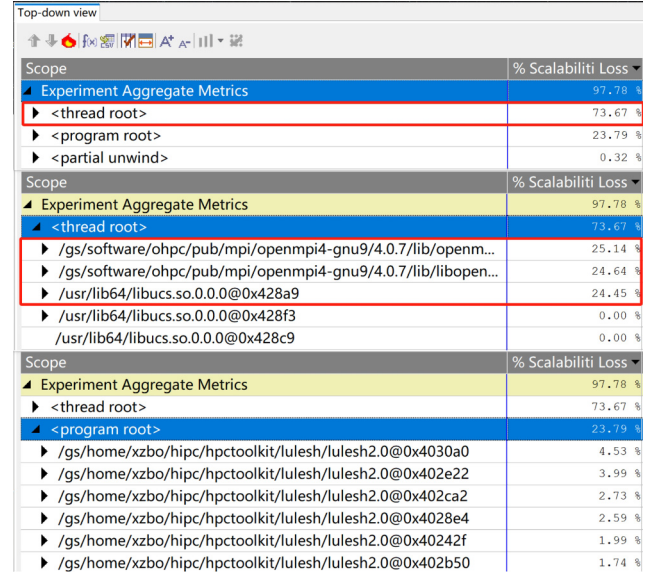 Top-down view
f(x) A+ A-
Scope % Scalabiliti Loss
Experiment Aggregate Metrics 97.78 %
<thread root> 73.67 %
<program root> 23.79 %
<partial unwind> 0.32 %
Scope % Scalabiliti Loss
Experiment Aggregate Metrics 97.78 %
<thread root> 73.67 %
/gs/software/ohpc/pub/mpi/openmpi4-gnu9/4.0.7/lib/openm... 25.14 %
/gs/software/ohpc/pub/mpi/openmpi4-gnu9/4.0.7/lib/libopen... 24.64 %
/usr/lib64/libucs.so.0.0.0@0x428a9 24.45 %
/usr/lib64/libucs.so.0.0.0@0x428f3 0.00 %
/usr/lib64/libucs.so.0.0.0@0x428c9 0.00 %
Scope % Scalabiliti Loss
Experiment Aggregate Metrics 97.78 %
<thread root> 73.67 %
<program root> 23.79 %
/gs/home/xzbo/hipc/hpctoolkit/lulesh/lulesh2.0@0x4030a0 4.53 %
/gs/home/xzbo/hipc/hpctoolkit/lulesh/lulesh2.0@0x402e22 3.99 %
/gs/home/xzbo/hipc/hpctoolkit/lulesh/lulesh2.0@0x402ca2 2.73 %
/gs/home/xzbo/hipc/hpctoolkit/lulesh/lulesh2.0@0x4028e4 2.59 %
/gs/home/xzbo/hipc/hpctoolkit/lulesh/lulesh2.0@0x40242f 1.99 %
/gs/home/xzbo/hipc/hpctoolkit/lulesh/lulesh2.0@0x402b50 1.74 %